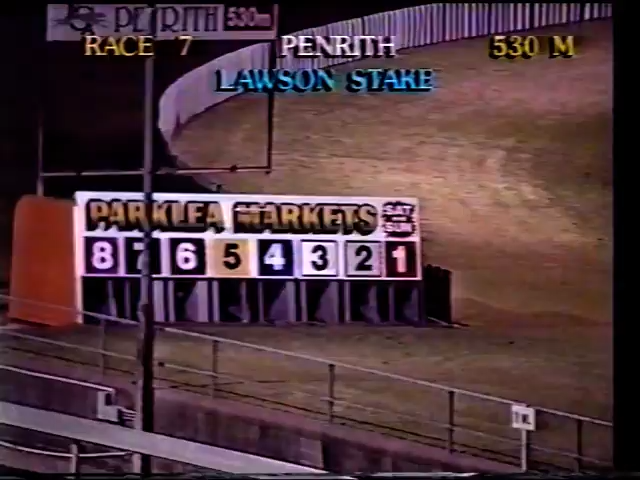 PENRITH 530m
RACE 7 PENRITH 530 M
LAWSON STAKE
PARKLEA MARKETS SAT SUN
8 7 6 5 4 3 2 1